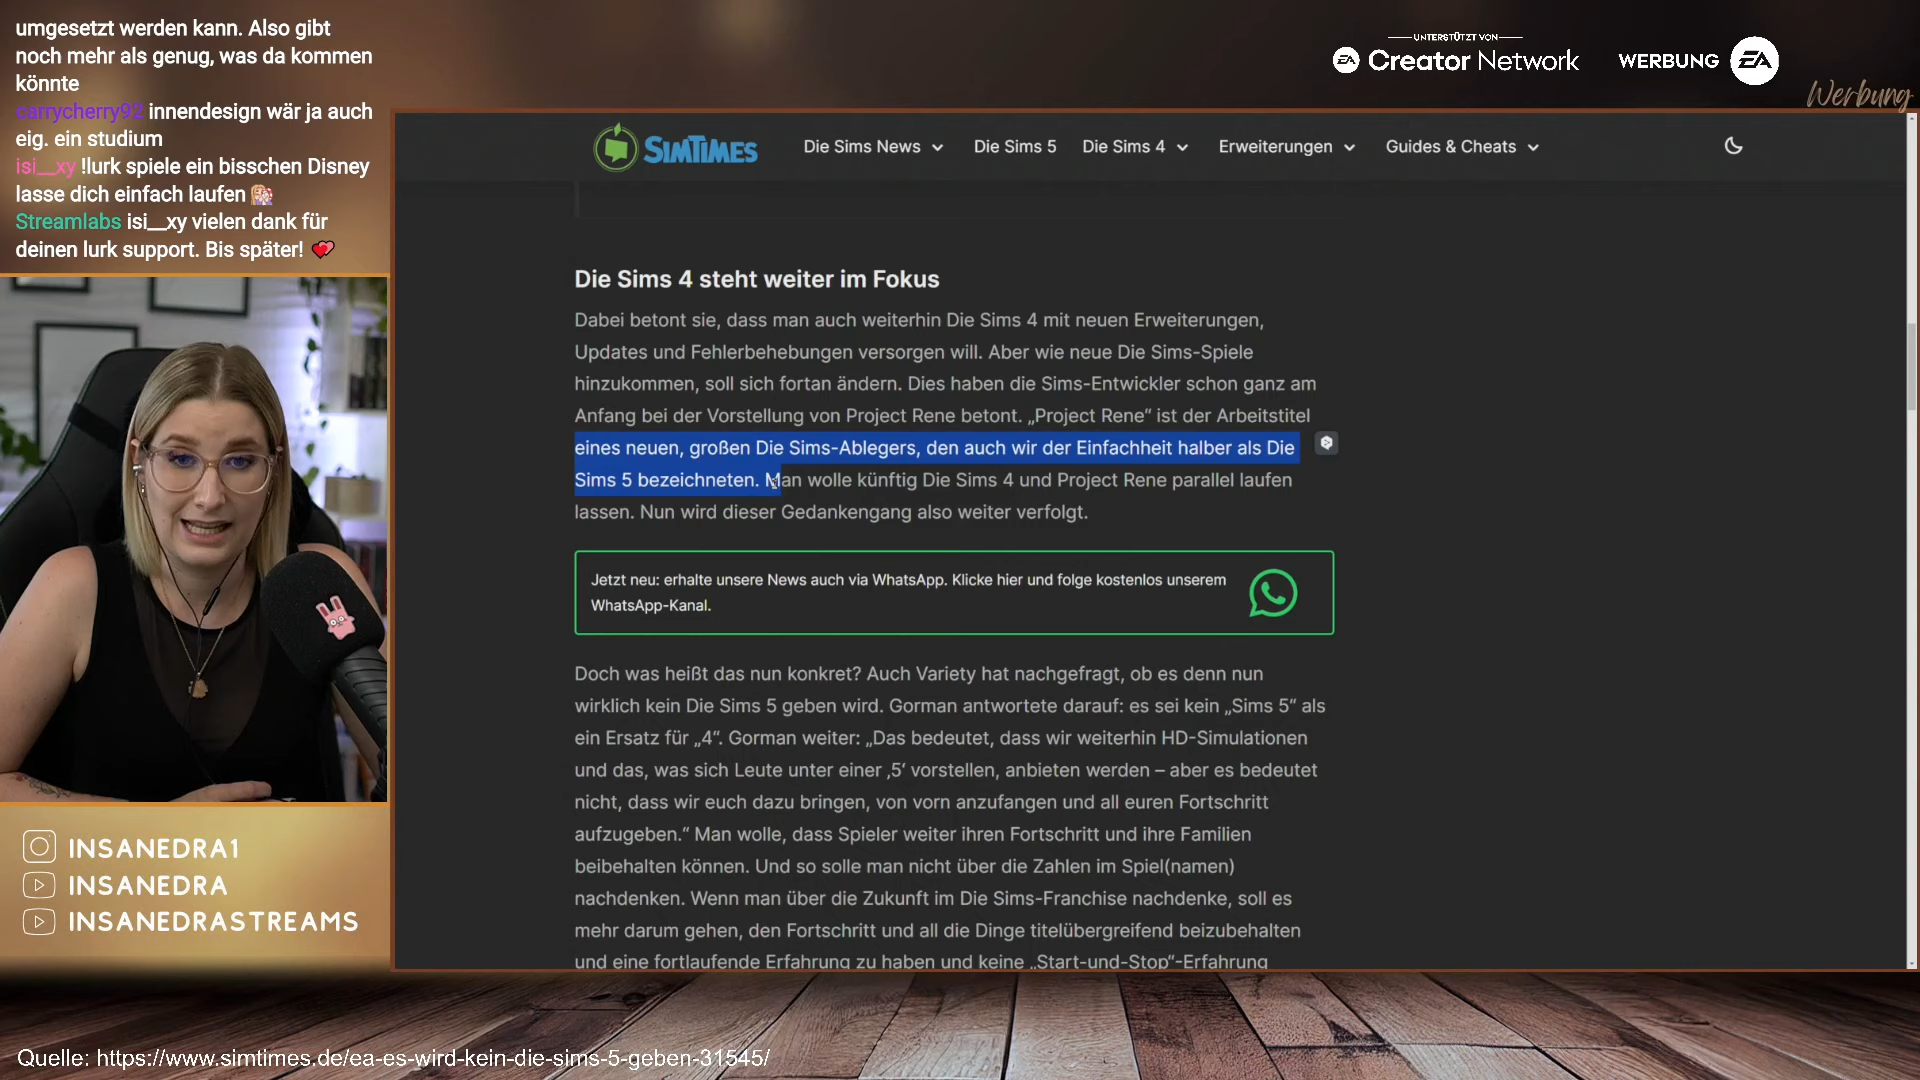 umgesetzt werden kann. Also gibt
noch mehr als genug, was da kommen
könnte
carrycherry92 innendesign wär ja auch
eig. ein studium
isi__xy !lurk spiele ein bisschen Disney
lasse dich einfach laufen
Streamlabs isi__xy vielen dank für
deinen lurk support. Bis später!
UNTERSTÜTZT VON
EA Creator Network
WERBUNG EA
Werbung
SIMTIMES
Die Sims News
Die Sims 5
Die Sims 4
Erweiterungen
Guides & Cheats
Die Sims 4 steht weiter im Fokus
Dabei betont sie, dass man auch weiterhin Die Sims 4 mit neuen Erweiterungen,
Updates und Fehlerbehebungen versorgen will. Aber wie neue Die Sims-Spiele
hinzukommen, soll sich fortan ändern. Dies haben die Sims-Entwickler schon ganz am
Anfang bei der Vorstellung von Project Rene betont. „Project Rene" ist der Arbeitstitel
eines neuen, großen Die Sims-Ablegers, den auch wir der Einfachheit halber als Die
Sims 5 bezeichneten. Man wolle künftig Die Sims 4 und Project Rene parallel laufen
lassen. Nun wird dieser Gedankengang also weiter verfolgt.
Jetzt neu: erhalte unsere News auch via WhatsApp. Klicke hier und folge kostenlos unserem
WhatsApp-Kanal.
Doch was heißt das nun konkret? Auch Variety hat nachgefragt, ob es denn nun
wirklich kein Die Sims 5 geben wird. Gorman antwortete darauf: es sei kein „Sims 5" als
ein Ersatz für „4". Gorman weiter: „Das bedeutet, dass wir weiterhin HD-Simulationen
und das, was sich Leute unter einer ‚5' vorstellen, anbieten werden – aber es bedeutet
nicht, dass wir euch dazu bringen, von vorn anzufangen und all euren Fortschritt
aufzugeben." Man wolle, dass Spieler weiter ihren Fortschritt und ihre Familien
beibehalten können. Und so solle man nicht über die Zahlen im Spiel(namen)
nachdenken. Wenn man über die Zukunft im Die Sims-Franchise nachdenke, soll es
mehr darum gehen, den Fortschritt und all die Dinge titelübergreifend beizubehalten
und eine fortlaufende Erfahrung zu haben und keine „Start-und-Stop"-Erfahrung
INSANEDRA1
INSANEDRA
INSANEDRASTREAMS
Quelle: https://www.simtimes.de/ea-es-wird-kein-die-sims-5-geben-31545/